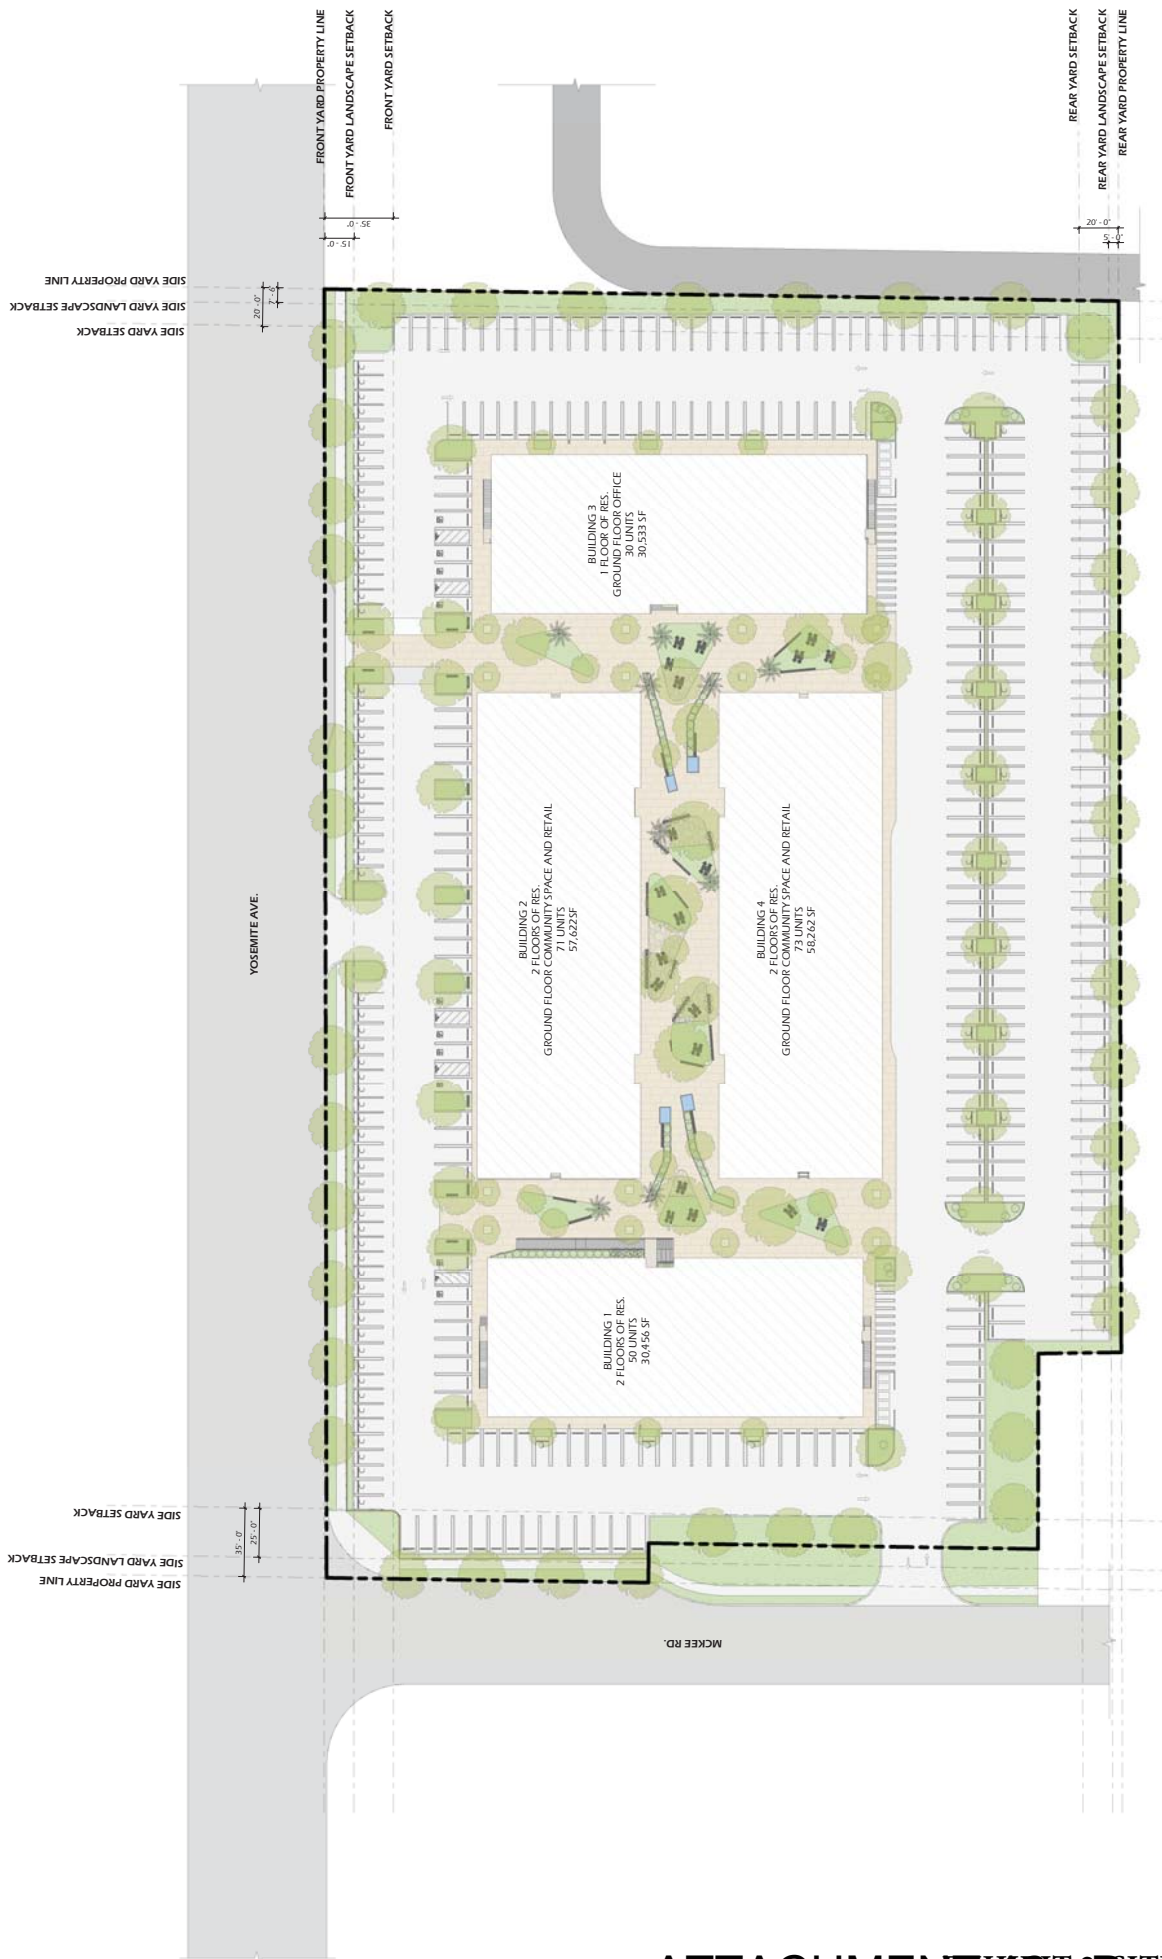 FRONT YARD PROPERTY LINE
FRONT YARD LANDSCAPE SETBACK
FRONT YARD SETBACK
REAR YARD SETBACK
REAR YARD LANDSCAPE SETBACK
REAR YARD PROPERTY LINE
35' - 0"
15' - 0"
20' - 0"
5' - 0"
SIDE YARD PROPERTY LINE
SIDE YARD LANDSCAPE SETBACK
SIDE YARD SETBACK
20' - 0"
7' - 6"
BUILDING 3
1 FLOOR OF RES.
GROUND FLOOR OFFICE
30 UNITS
30,533 SF
YOSEMITE AVE.
BUILDING 2
2 FLOORS OF RES.
GROUND FLOOR COMMUNITY SPACE AND RETAIL
71 UNITS
57,622 SF
BUILDING 4
2 FLOORS OF RES.
GROUND FLOOR COMMUNITY SPACE AND RETAIL
73 UNITS
58,262 SF
BUILDING 1
2 FLOORS OF RES.
50 UNITS
30,456 SF
SIDE YARD SETBACK
SIDE YARD LANDSCAPE SETBACK
SIDE YARD PROPERTY LINE
35' - 0"
25' - 0"
MCKEE RD.
ATTACHMENT